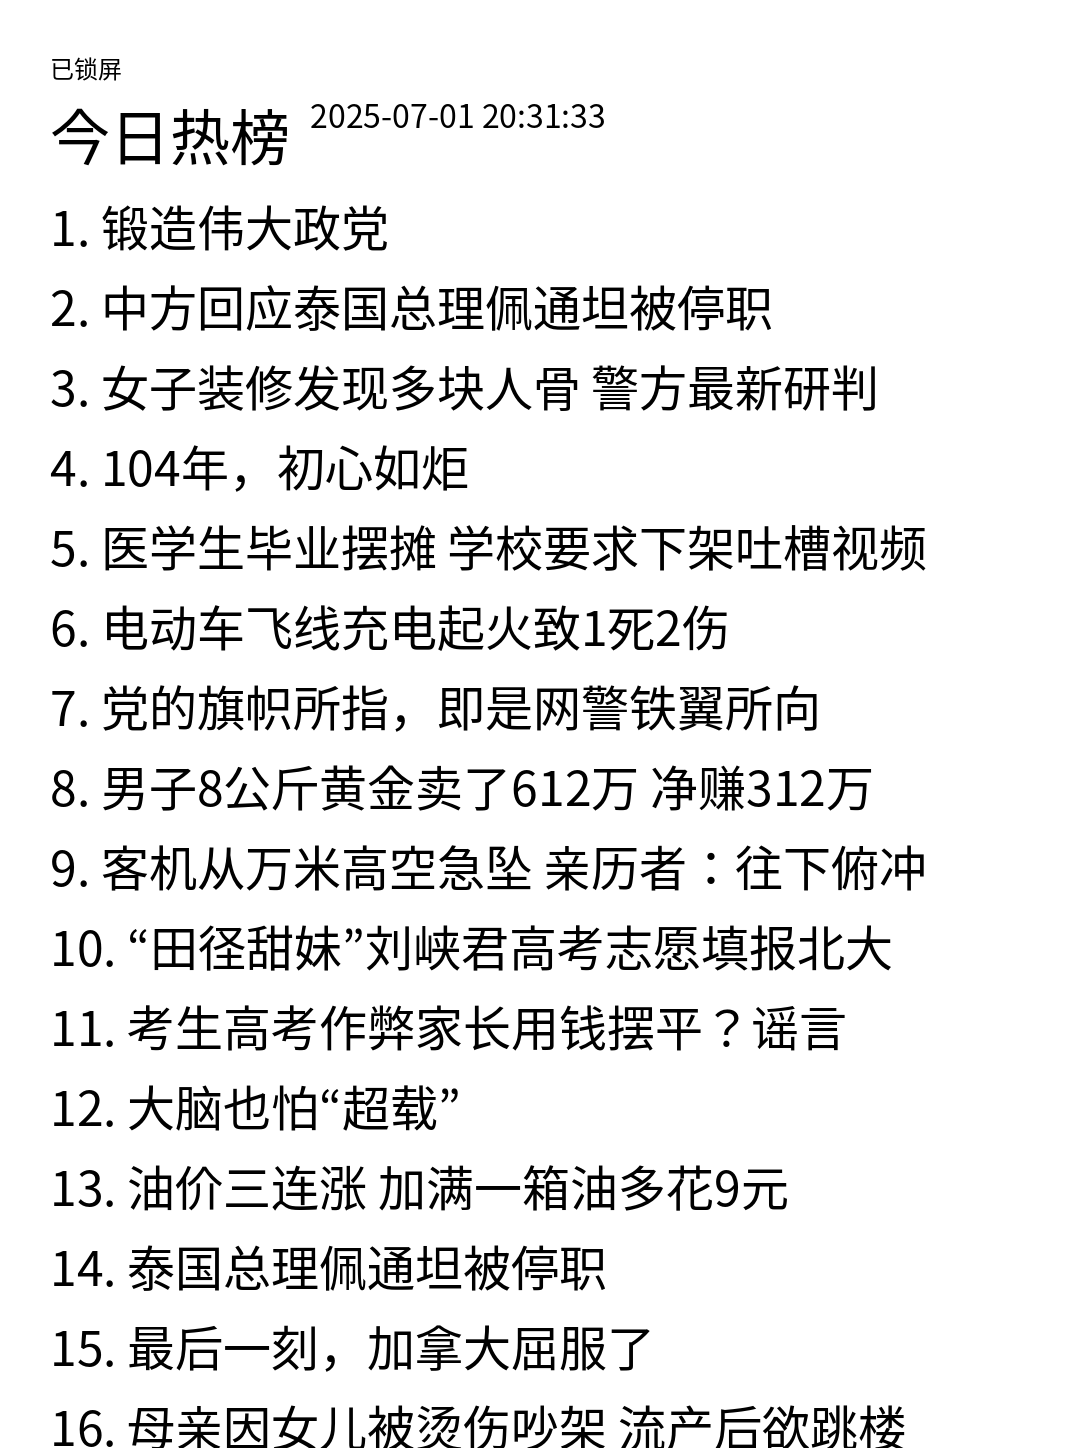 已锁屏
今日热榜 2025-07-01 20:31:33
1. 锻造伟大政党
2. 中方回应泰国总理佩通坦被停职
3. 女子装修发现多块人骨 警方最新研判
4. 104年，初心如炬
5. 医学生毕业摆摊 学校要求下架吐槽视频
6. 电动车飞线充电起火致1死2伤
7. 党的旗帜所指，即是网警铁翼所向
8. 男子8公斤黄金卖了612万 净赚312万
9. 客机从万米高空急坠 亲历者：往下俯冲
10. “田径甜妹”刘峡君高考志愿填报北大
11. 考生高考作弊家长用钱摆平？谣言
12. 大脑也怕“超载”
13. 油价三连涨 加满一箱油多花9元
14. 泰国总理佩通坦被停职
15. 最后一刻，加拿大屈服了
16. 母亲因女儿被烫伤吵架 流产后欲跳楼